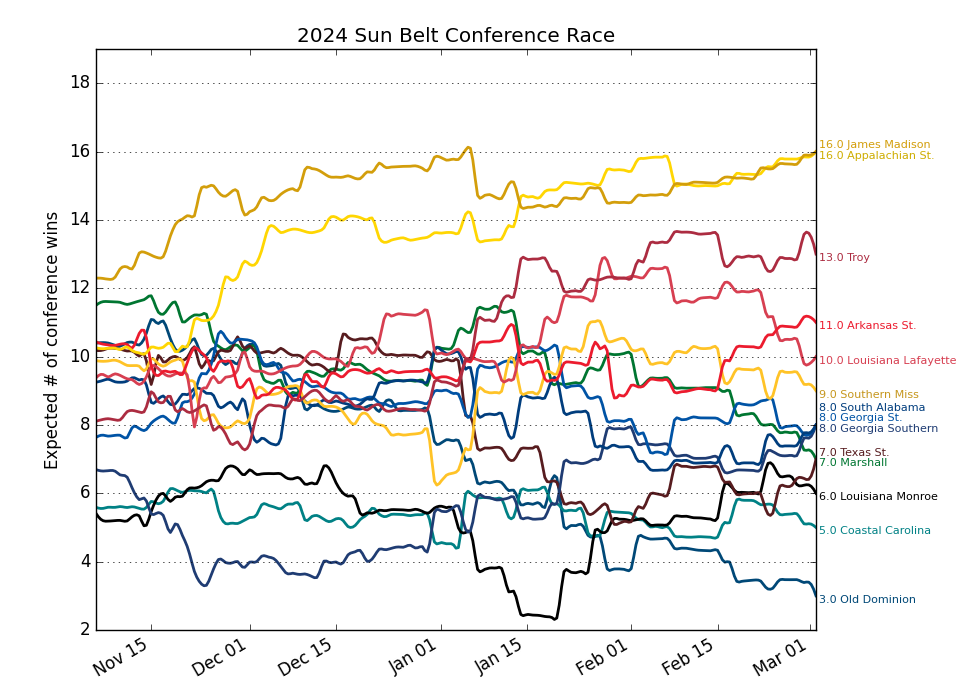 2024 Sun Belt Conference Race
Expected # of conference wins
18
16
14
12
10
8
6
4
2
Nov 15
Dec 01
Dec 15
Jan 01
Jan 15
Feb 01
Feb 15
Mar 01
16.0 James Madison
16.0 Appalachian St.
13.0 Troy
11.0 Arkansas St.
10.0 Louisiana Lafayette
9.0 Southern Miss
8.0 South Alabama
8.0 Georgia St.
8.0 Georgia Southern
7.0 Texas St.
7.0 Marshall
6.0 Louisiana Monroe
5.0 Coastal Carolina
3.0 Old Dominion